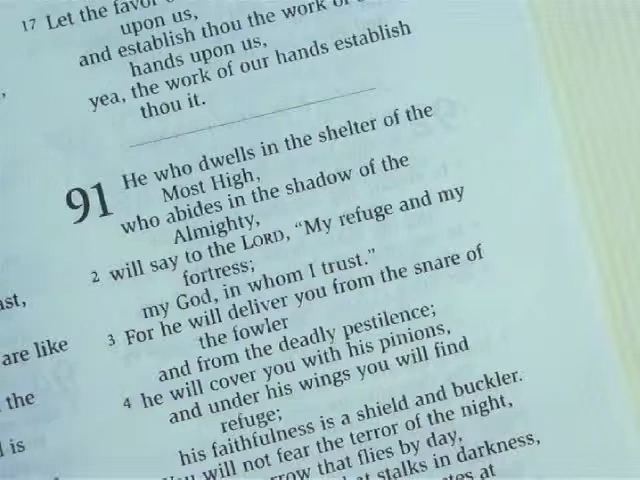 17 Let the favor
upon us,
and establish thou the work of
hands upon us,
yea, the work of our hands establish
thou it.
91 He who dwells in the shelter of the
Most High,
who abides in the shadow of the
Almighty,
2 will say to the LORD, “My refuge and my
fortress;
my God, in whom I trust.”
3 For he will deliver you from the snare of
the fowler
and from the deadly pestilence;
4 he will cover you with his pinions,
and under his wings you will find
refuge;
his faithfulness is a shield and buckler.
You will not fear the terror of the night,
that flies by day,
stalks in darkness,
at
are like
the
is